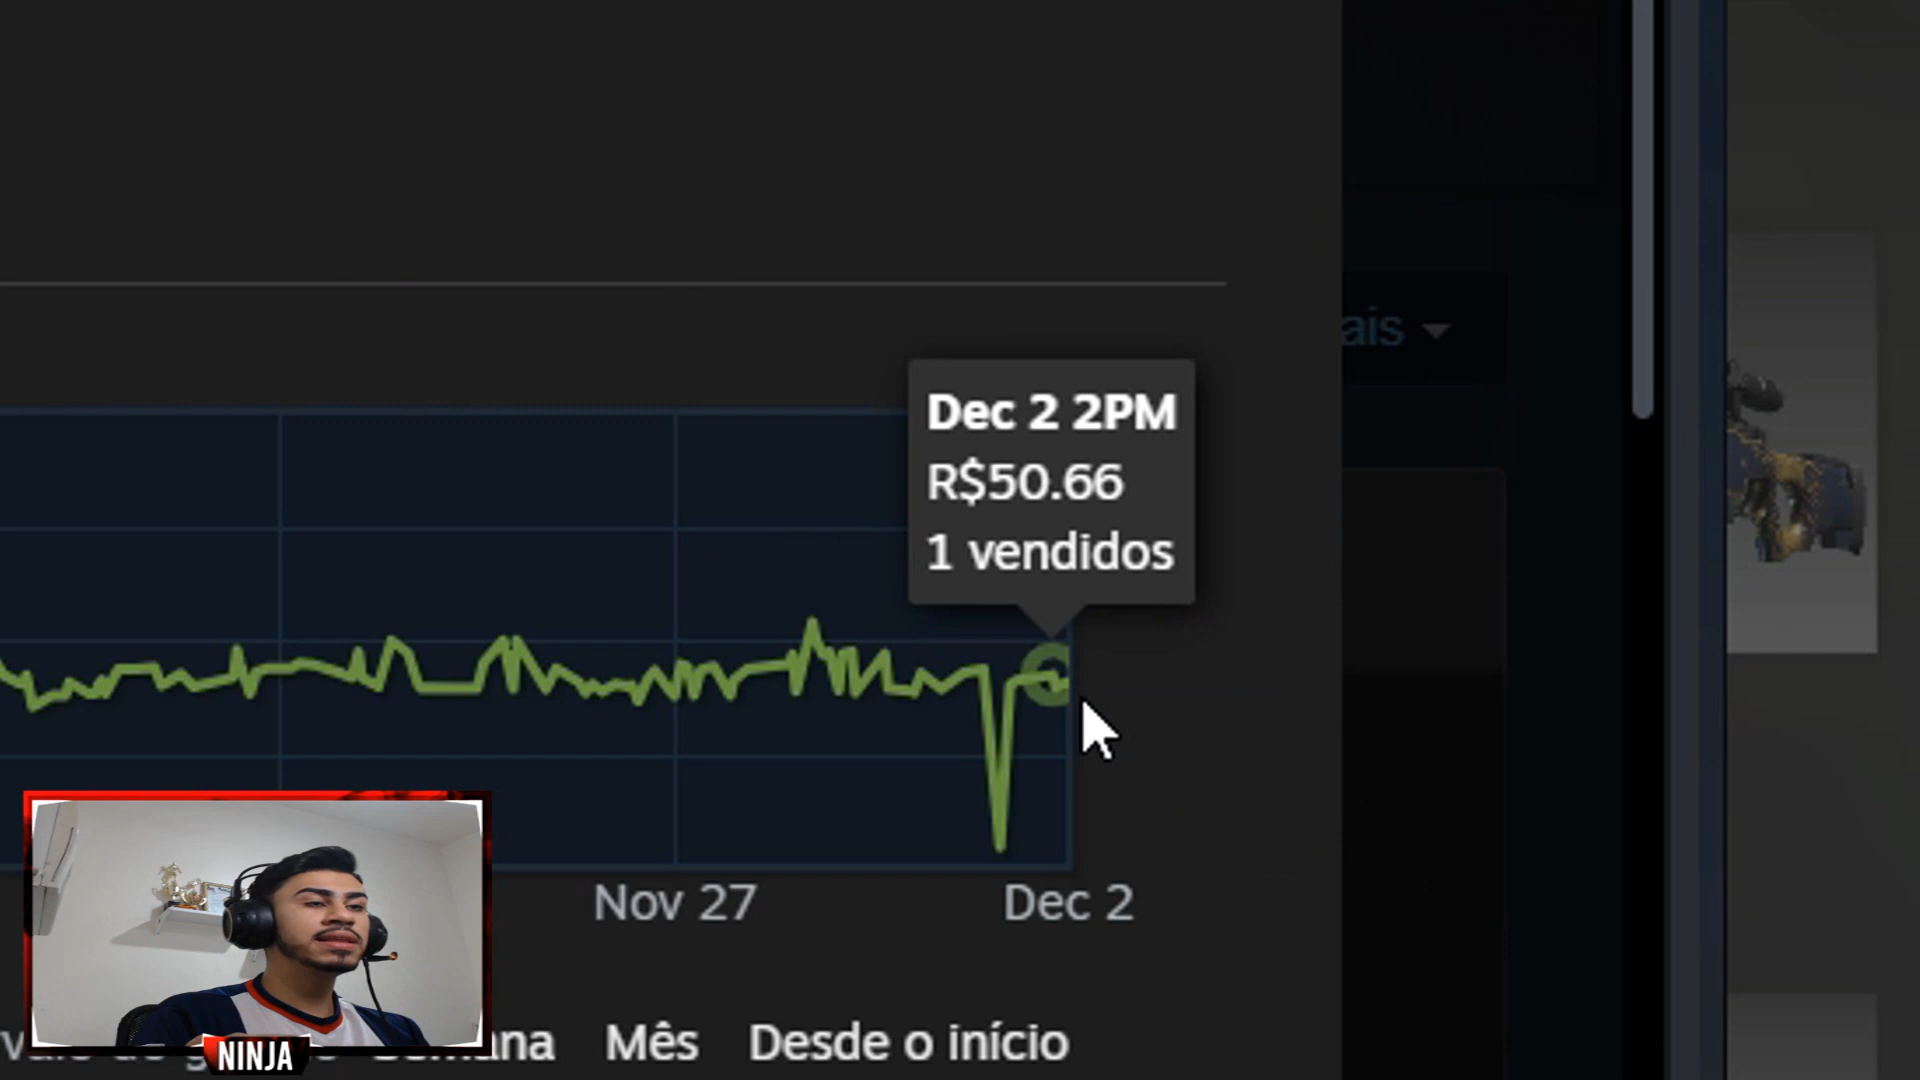 ais
Dec 2 2PM
R$50.66
1 vendidos
Nov 27
Dec 2
Mês
Desde o início
NINJA